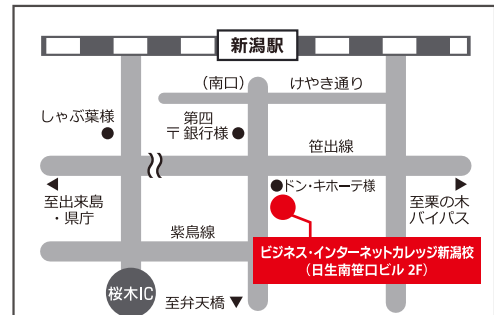 新潟駅
(南口)
けやき通り
しゃぶ葉様
第四
〒銀行様
笹出線
ドン・キホーテ様
至出来島
・県庁
至栗の木
バイパス
紫鳥線
ビジネス・インターネットカレッジ新潟校
(日生南笹口ビル 2F)
桜木IC
至弁天橋▼